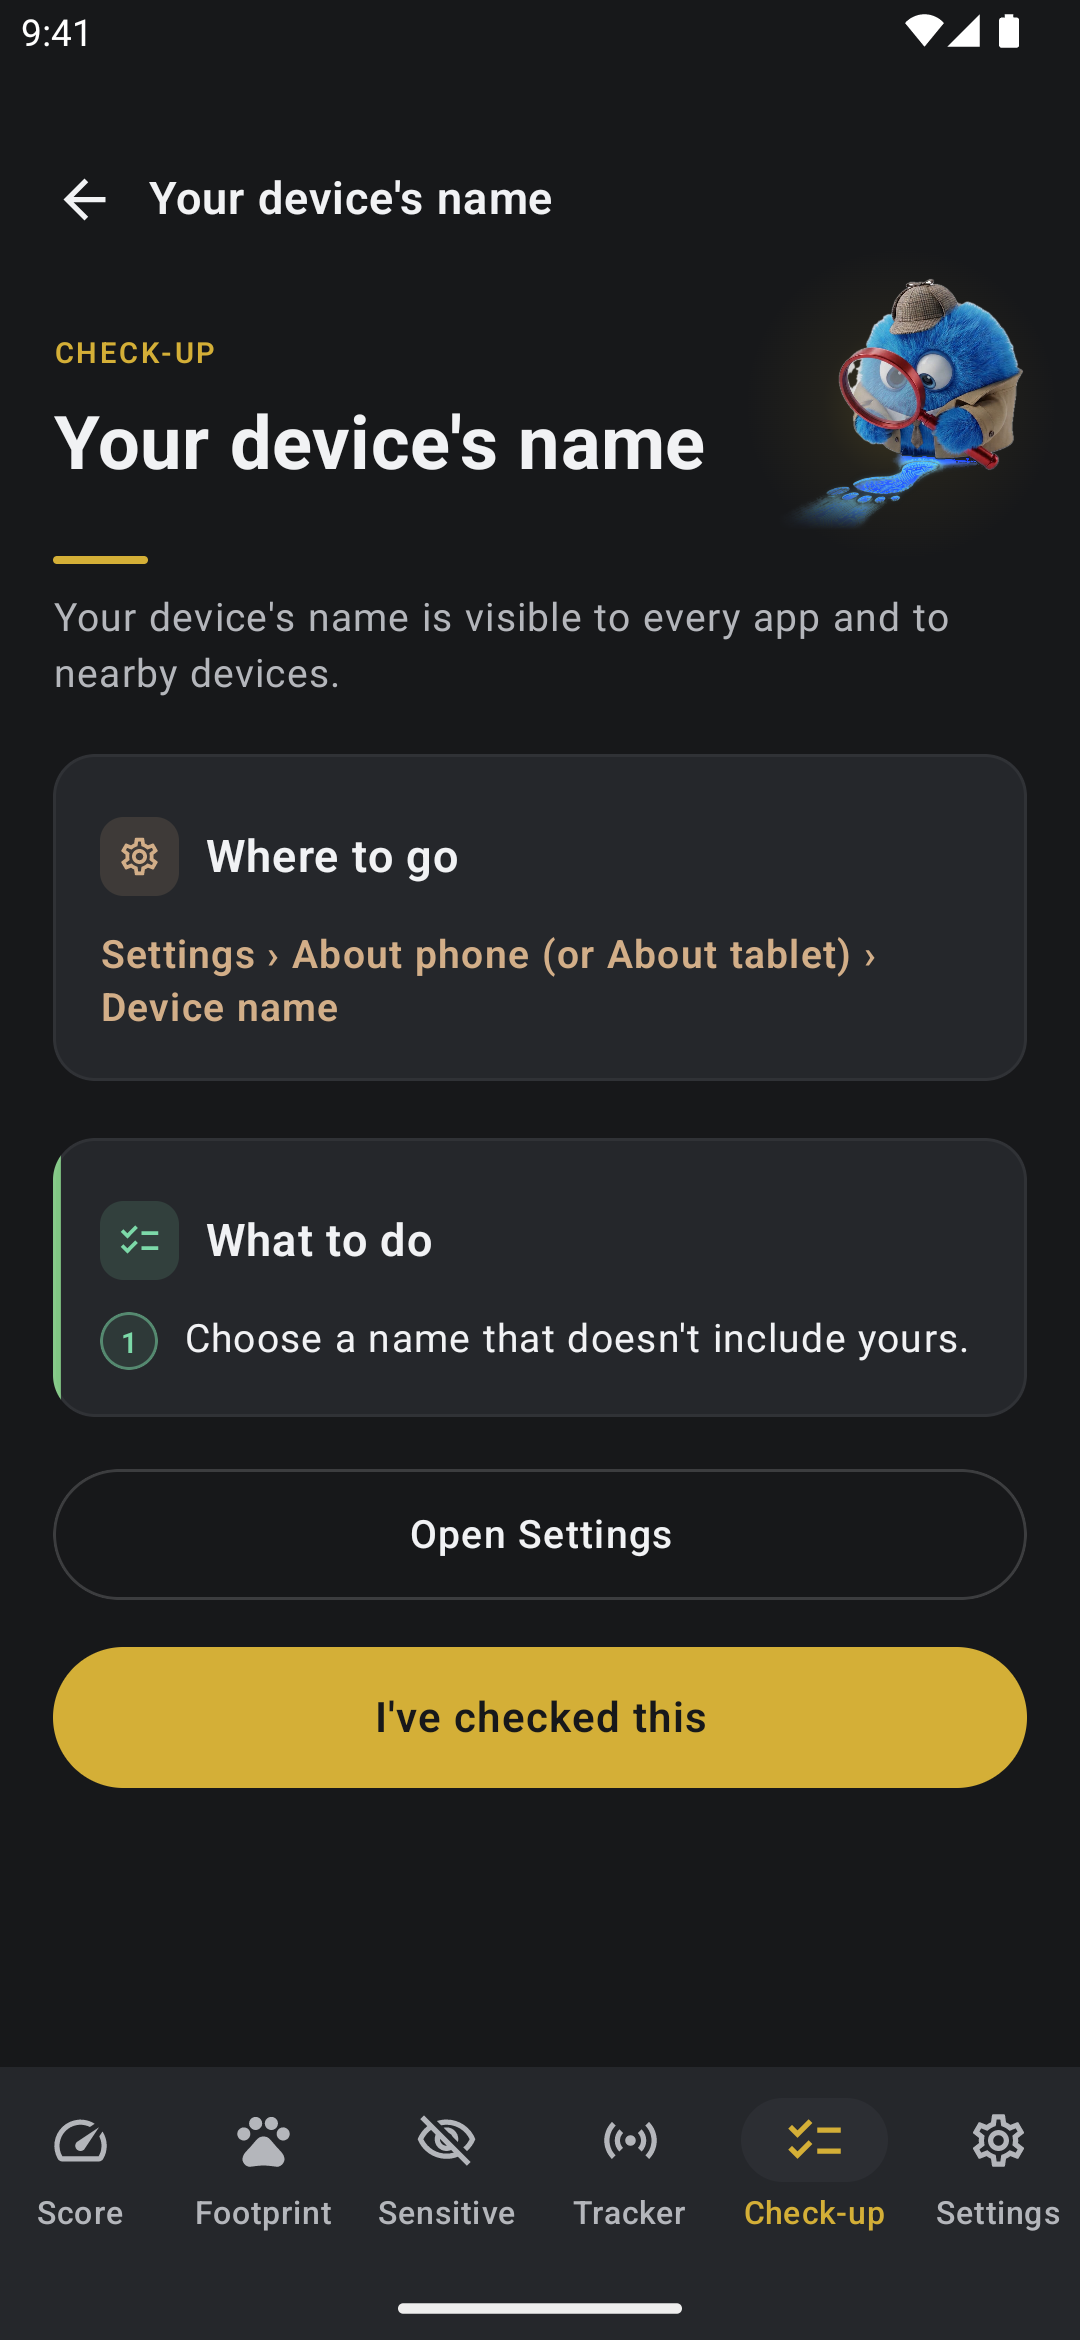 9:41
Your device's name
CHECK-UP
Your device's name
Your device's name is visible to every app and to
nearby devices.
Where to go
Settings › About phone (or About tablet) ›
Device name
What to do
1 Choose a name that doesn't include yours.
Open Settings
I've checked this
Score Footprint Sensitive Tracker Check-up Settings